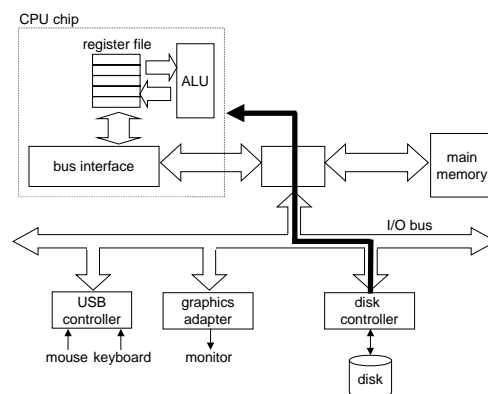 CPU chip
register file
ALU
bus interface
main
memory
I/O bus
USB
controller
graphics
adapter
disk
controller
mouse keyboard
monitor
disk